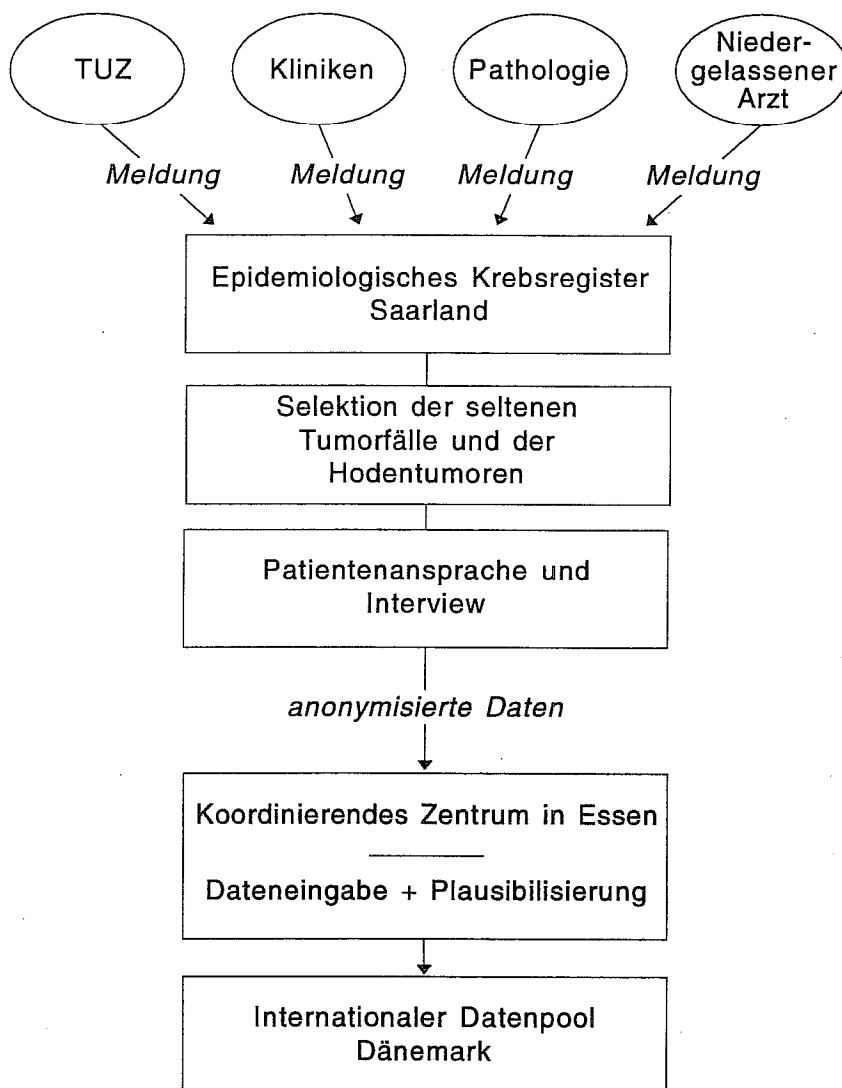 TUZ
Kliniken
Pathologie
Nieder-
gelassener
Arzt
Meldung
Meldung
Meldung
Meldung
Epidemiologisches Krebsregister
Saarland
Selektion der seltenen
Tumorfälle und der
Hodentumoren
Patientenansprache und
Interview
anonymisierte Daten
Koordinierendes Zentrum in Essen
Dateneingabe + Plausibilisierung
Internationaler Datenpool
Dänemark